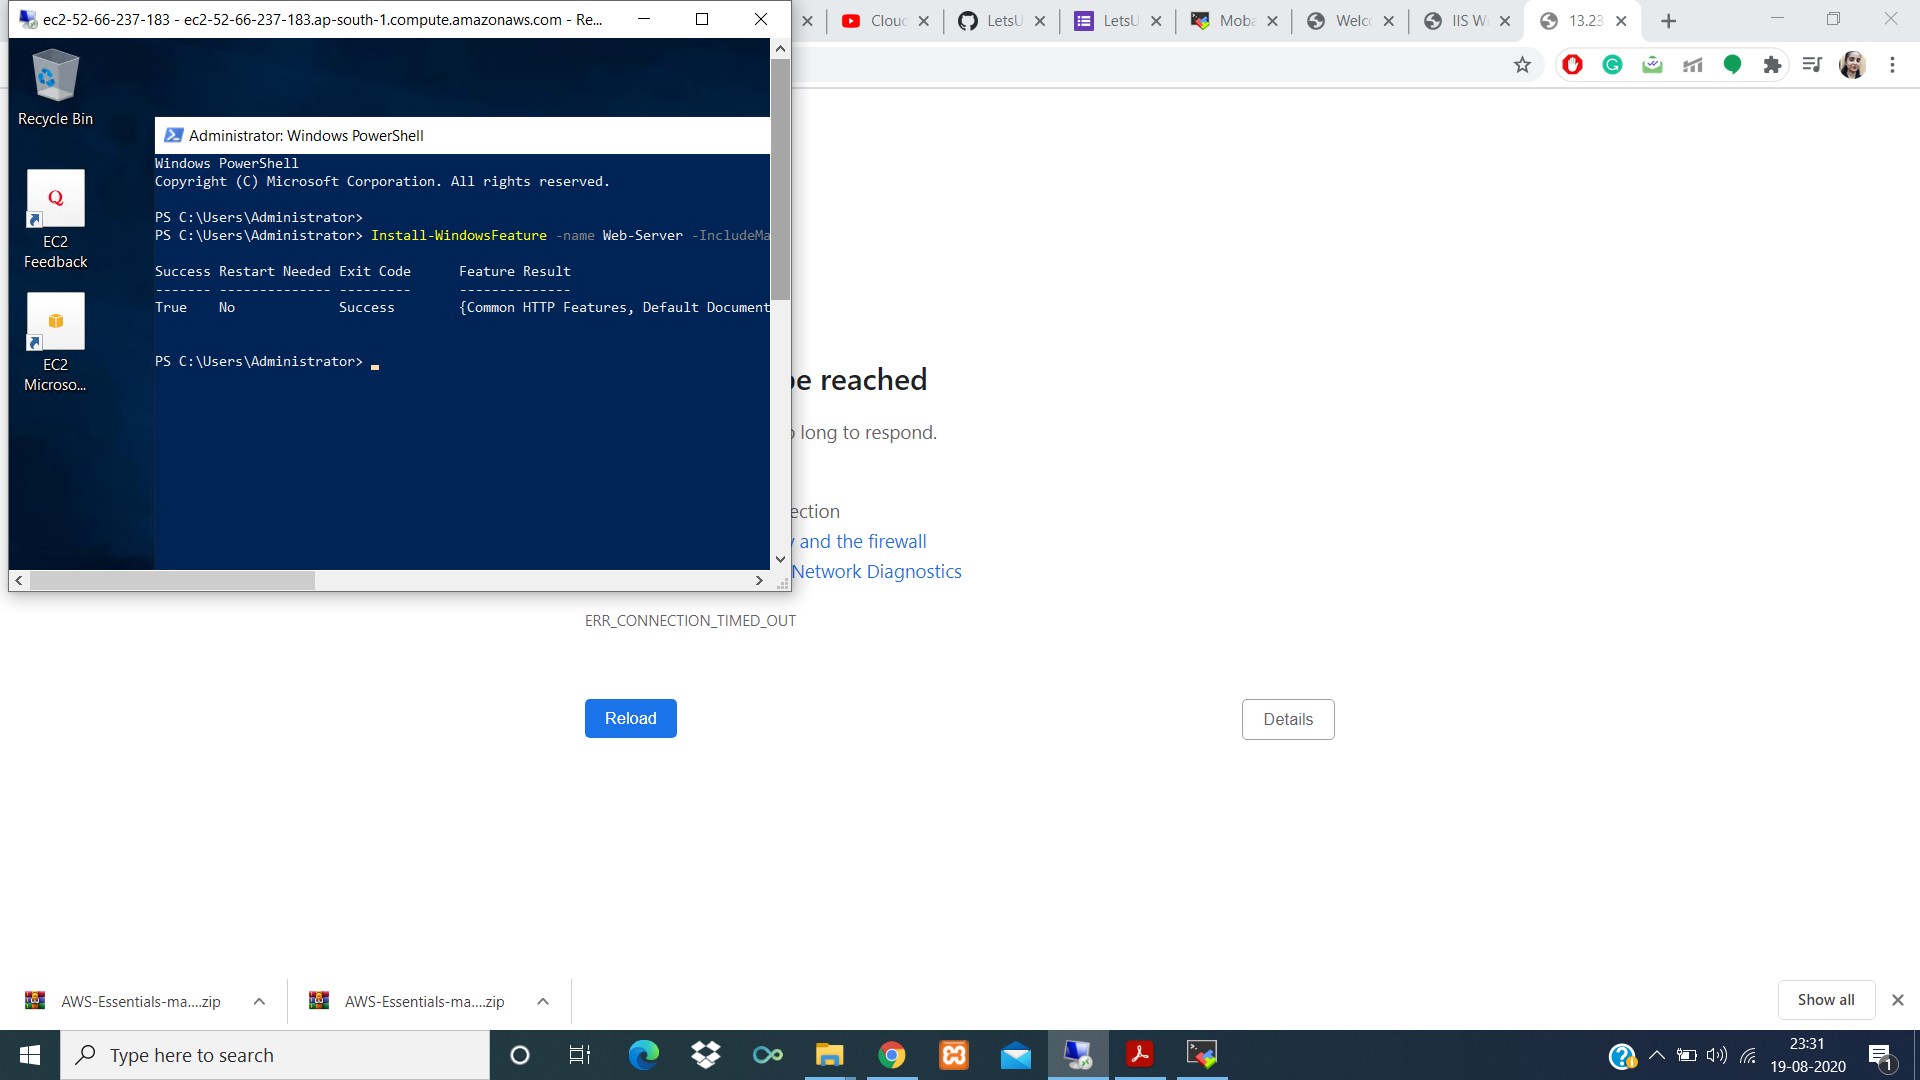 ec2-52-66-237-183 - ec2-52-66-237-183.ap-south-1.compute.amazonaws.com - Re...
Clouc
LetsU
LetsU
Moba
Welco
IIS Wi
13.23
Recycle Bin
EC2
Feedback
EC2
Microso...
Administrator: Windows PowerShell
Windows PowerShell
Copyright (C) Microsoft Corporation. All rights reserved.
PS C:\Users\Administrator>
PS C:\Users\Administrator> Install-WindowsFeature -name Web-Server -IncludeMa
Success Restart Needed Exit Code      Feature Result
------- -------------- ---------      --------------
True    No             Success        {Common HTTP Features, Default Document
PS C:\Users\Administrator>
be reached
o long to respond.
ection
y and the firewall
Network Diagnostics
ERR_CONNECTION_TIMED_OUT
Reload
Details
AWS-Essentials-ma....zip
AWS-Essentials-ma....zip
Show all
Type here to search
23:31
19-08-2020
1